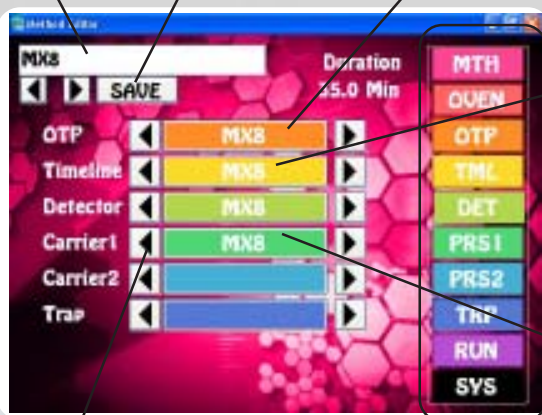 Method Editor
MX8
SAVE
Duration
35.0 Min
OTP MX8
Timeline MX8
Detector MX8
Carrier1 MX8
Carrier2
Trap
MTH
OVEN
OTP
TML
DET
PRS1
PRS2
TRP
RUN
SYS